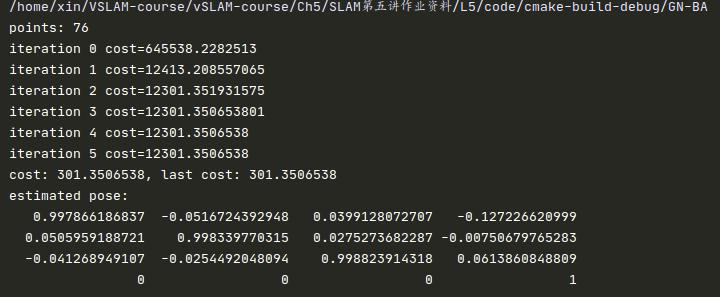 /home/xin/VSLAM-course/vSLAM-course/Ch5/SLAM第五讲作业资料/L5/code/cmake-build-debug/GN-BA
points: 76
iteration 0 cost=645538.2282513
iteration 1 cost=12413.208557065
iteration 2 cost=12301.351931575
iteration 3 cost=12301.350653801
iteration 4 cost=12301.3506538
iteration 5 cost=12301.3506538
cost: 301.3506538, last cost: 301.3506538
estimated pose:
0.997866186837 -0.0516724392948 0.0399128072707 -0.127226620999
0.0505959188721 0.998339770315 0.0275273682287 -0.00750679765283
-0.041268949107 -0.0254492048094 0.998823914318 0.0613860848809
0 0 0 1